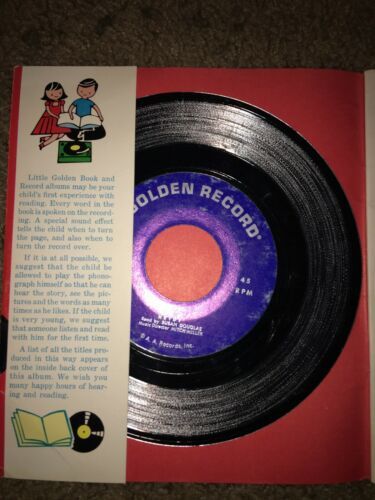 Little Golden Book and
Record albums may be your
child's first experience with
reading. Every word in the
book is spoken on the record-
ing. A special sound effect
tells the child when to turn
the page, and also when to
turn the record over.
If it is at all possible, we
suggest that the child be
allowed to play the phono-
graph himself so that he can
hear the story, see the pic-
tures and the words as many
times as he likes. If the child
is very young, we suggest
that someone listen and read
with him for the first time.
A list of all the titles pro-
duced in this way appears
on the inside back cover of
this album. We wish you
many happy hours of hear-
ing and reading.
OLDEN RECORD®
45
RPM
Read by SUSAN DOUGLAS
Music Director MITCH MILLER
© A. A. Records, Inc.